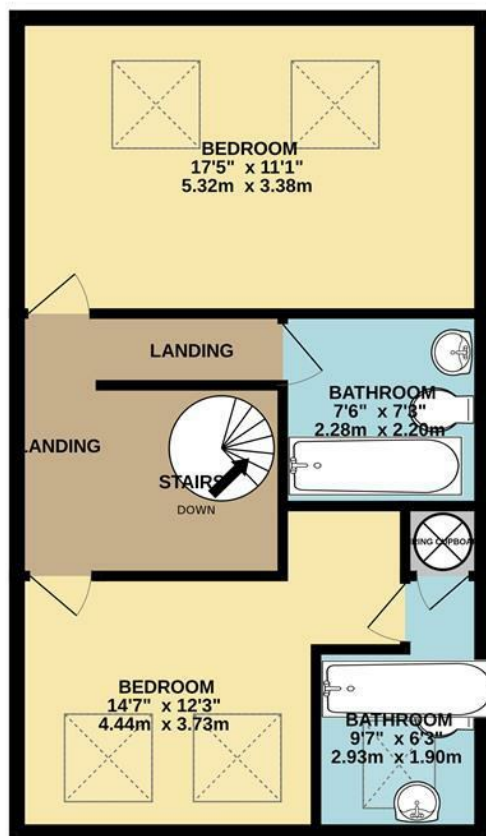 BEDROOM
17'5" x 11'1"
5.32m x 3.38m
LANDING
BATHROOM
7'6" x 7'3"
2.28m x 2.20m
LANDING
STAIRS
DOWN
BEDROOM
14'7" x 12'3"
4.44m x 3.73m
BATHROOM
9'7" x 6'3"
2.93m x 1.90m